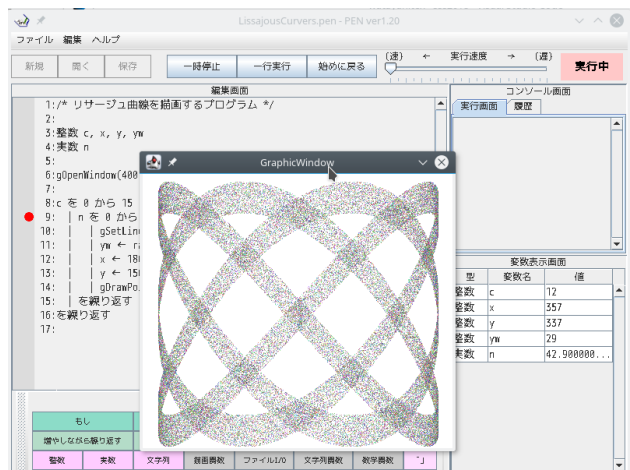 LissajousCurvers.pen - PEN ver1.20
ファイル 編集 ヘルプ
新規 開く 保存 一時停止 一行実行 始めに戻る (速) ← 実行速度 → (遅) 実行中
編集画面
1:/* リサージュ曲線を描画するプログラム */
2:
3:整数 c, x, y, yw
4:実数 n
5:
6:gOpenWindow(400
7:
8:c を 0 から 15
9: | n を 0 から
10: | | gSetLin
11: | | yw ← ra
12: | | x ← 18
13: | | y ← 15
14: | | gDrawPo
15: | を繰り返す
16:を繰り返す
17:
GraphicWindow
コンソール画面
実行画面 履歴
変数表示画面
型 変数名 値
整数 c 12
整数 x 357
整数 y 337
整数 yw 29
実数 n 42.900000...
もし
増やしながら繰り返す
整数 実数 文字列 描画関数 ファイルI/O 文字列関数 数学関数 ~」